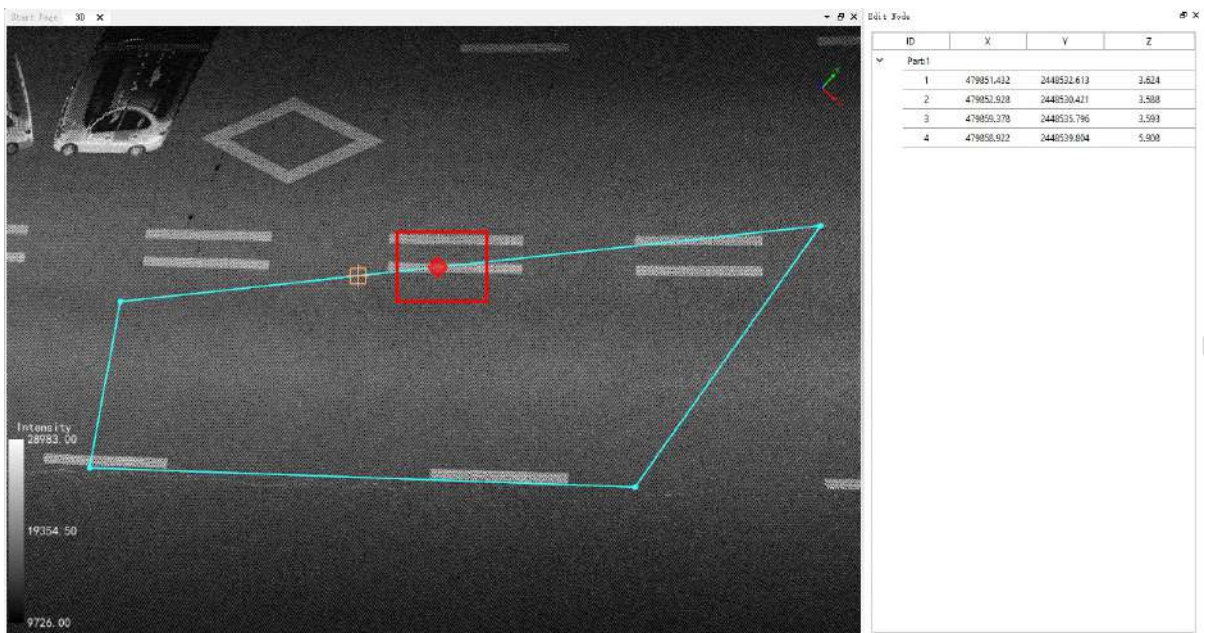 Start Page 3D
Edit Node
ID X Y Z
Part1
1 479851.432 2448532.613 3.624
2 479852.928 2448530.421 3.588
3 479859.378 2448535.796 3.593
4 479858.922 2448539.804 5.908
Intensity
28983.00
19354.50
9726.00